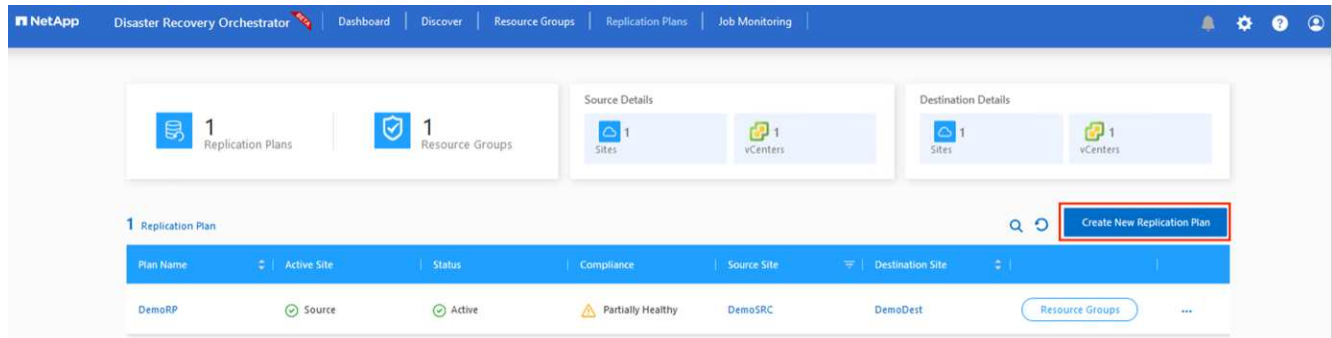 NetApp Disaster Recovery Orchestrator Beta Dashboard Discover Resource Groups Replication Plans Job Monitoring
1 Replication Plans
1 Resource Groups
Source Details
1 Sites
1 vCenters
Destination Details
1 Sites
1 vCenters
1 Replication Plan
Create New Replication Plan
Plan Name Active Site Status Compliance Source Site Destination Site
DemoRP Source Active Partially Healthy DemoSRC DemoDest Resource Groups ...